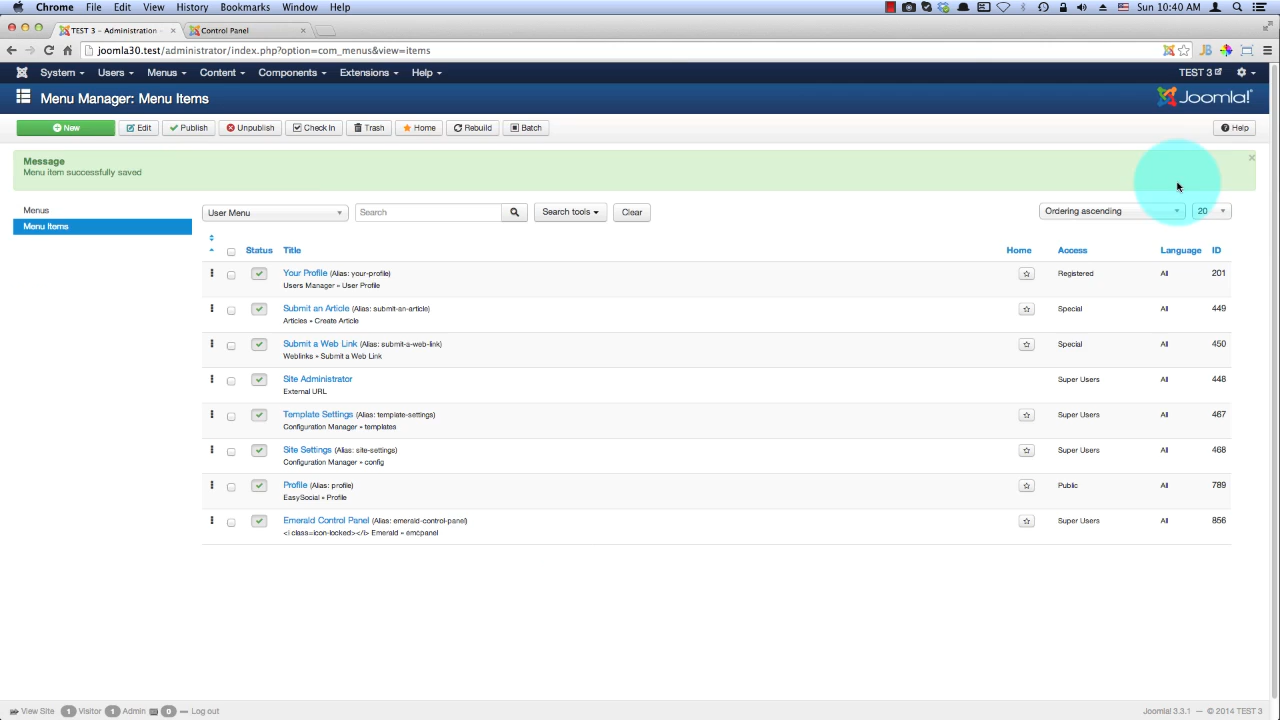 Chrome File Edit View History Bookmarks Window Help Sun 10:40 AM
TEST 3 - Administration - Control Panel
joomla30.test/administrator/index.php?option=com_menus&view=items
System Users Menus Content Components Extensions Help TEST 3
Menu Manager: Menu Items Joomla!
New Edit Publish Unpublish Check In Trash Home Rebuild Batch Help
Message
Menu item successfully saved
Menus
Menu Items
User Menu Search Search tools Clear Ordering ascending 20
Status Title Home Access Language ID
Your Profile (Alias: your-profile) Registered All 201
Users Manager » User Profile
Submit an Article (Alias: submit-an-article) Special All 449
Articles » Create Article
Submit a Web Link (Alias: submit-a-web-link) Special All 450
Weblinks » Submit a Web Link
Site Administrator Super Users All 448
External URL
Template Settings (Alias: template-settings) Super Users All 467
Configuration Manager » templates
Site Settings (Alias: site-settings) Super Users All 468
Configuration Manager » config
Profile (Alias: profile) Public All 789
EasySocial » Profile
Emerald Control Panel (Alias: emerald-control-panel) Super Users All 856
<i class=icon-locked></i> Emerald » emcpanel
View Site 1 Visitor 1 Admin 0 Log out Joomla! 3.3.1 — © 2014 TEST 3